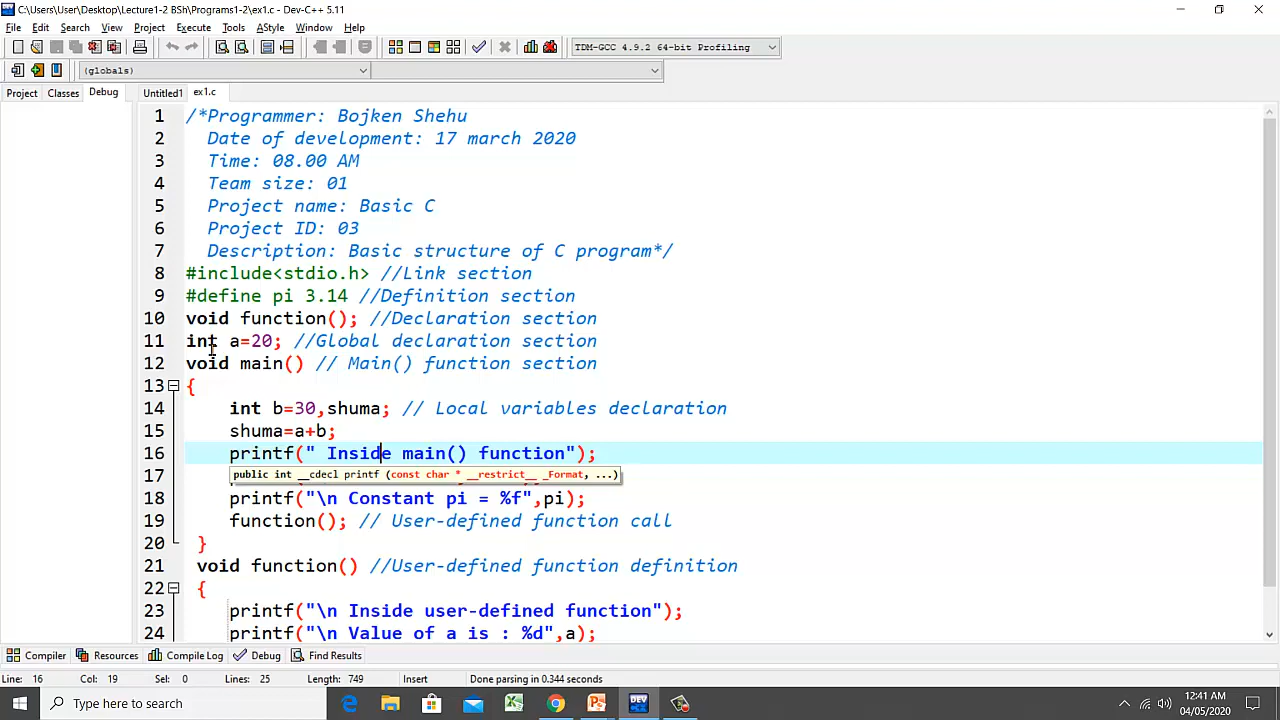 C:\Users\User\Desktop\Lecture1-2 BSh\Programs1-2\ex1.c - Dev-C++ 5.11
File Edit Search View Project Execute Tools AStyle Window Help
TDM-GCC 4.9.2 64-bit Profiling
(globals)
Project Classes Debug Untitled1 ex1.c
1 /*Programmer: Bojken Shehu
2 Date of development: 17 march 2020
3 Time: 08.00 AM
4 Team size: 01
5 Project name: Basic C
6 Project ID: 03
7 Description: Basic structure of C program*/
8 #include<stdio.h> //Link section
9 #define pi 3.14 //Definition section
10 void function(); //Declaration section
11 int a=20; //Global declaration section
12 void main() // Main() function section
13 {
14 int b=30,shuma; // Local variables declaration
15 shuma=a+b;
16 printf(" Inside main() function");
17
public int __cdecl printf (const char * __restrict__ _Format, ...)
18 printf("\n Constant pi = %f",pi);
19 function(); // User-defined function call
20 }
21 void function() //User-defined function definition
22 {
23 printf("\n Inside user-defined function");
24 printf("\n Value of a is : %d",a);
Compiler Resources Compile Log Debug Find Results
Line: 16 Col: 19 Sel: 0 Lines: 25 Length: 749 Insert Done parsing in 0.344 seconds
Type here to search
DEV
12:41 AM
04/05/2020